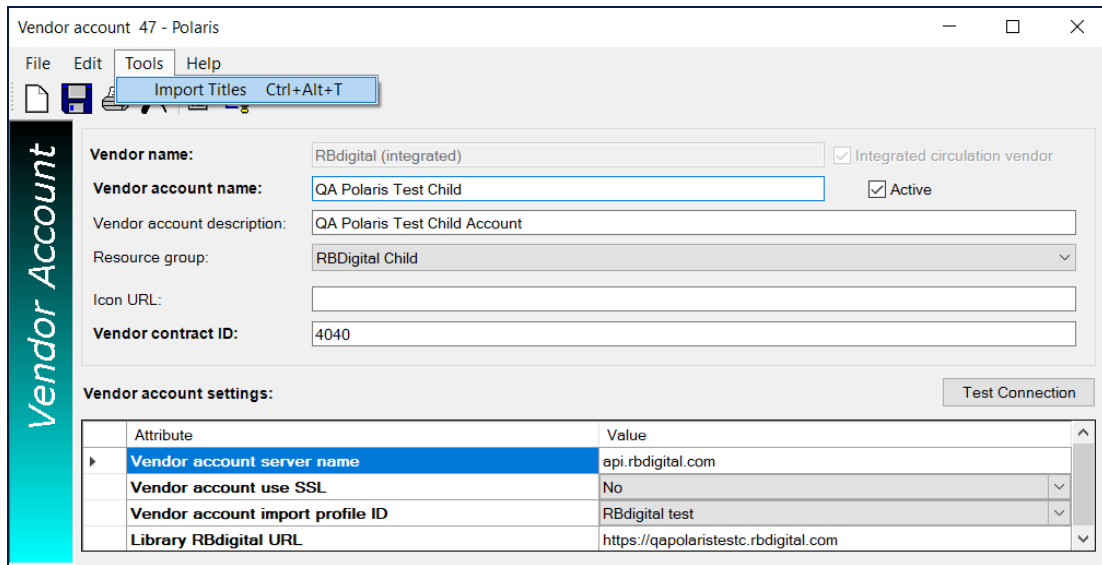 Vendor account 47 - Polaris
File Edit Tools Help
Import Titles Ctrl+Alt+T
Vendor Account
Vendor name: RBdigital (integrated) Integrated circulation vendor
Vendor account name: QA Polaris Test Child Active
Vendor account description: QA Polaris Test Child Account
Resource group: RBDigital Child
Icon URL:
Vendor contract ID: 4040
Vendor account settings: Test Connection
Attribute Value
Vendor account server name api.rbdigital.com
Vendor account use SSL No
Vendor account import profile ID RBdigital test
Library RBdigital URL https://qapolaristestc.rbdigital.com